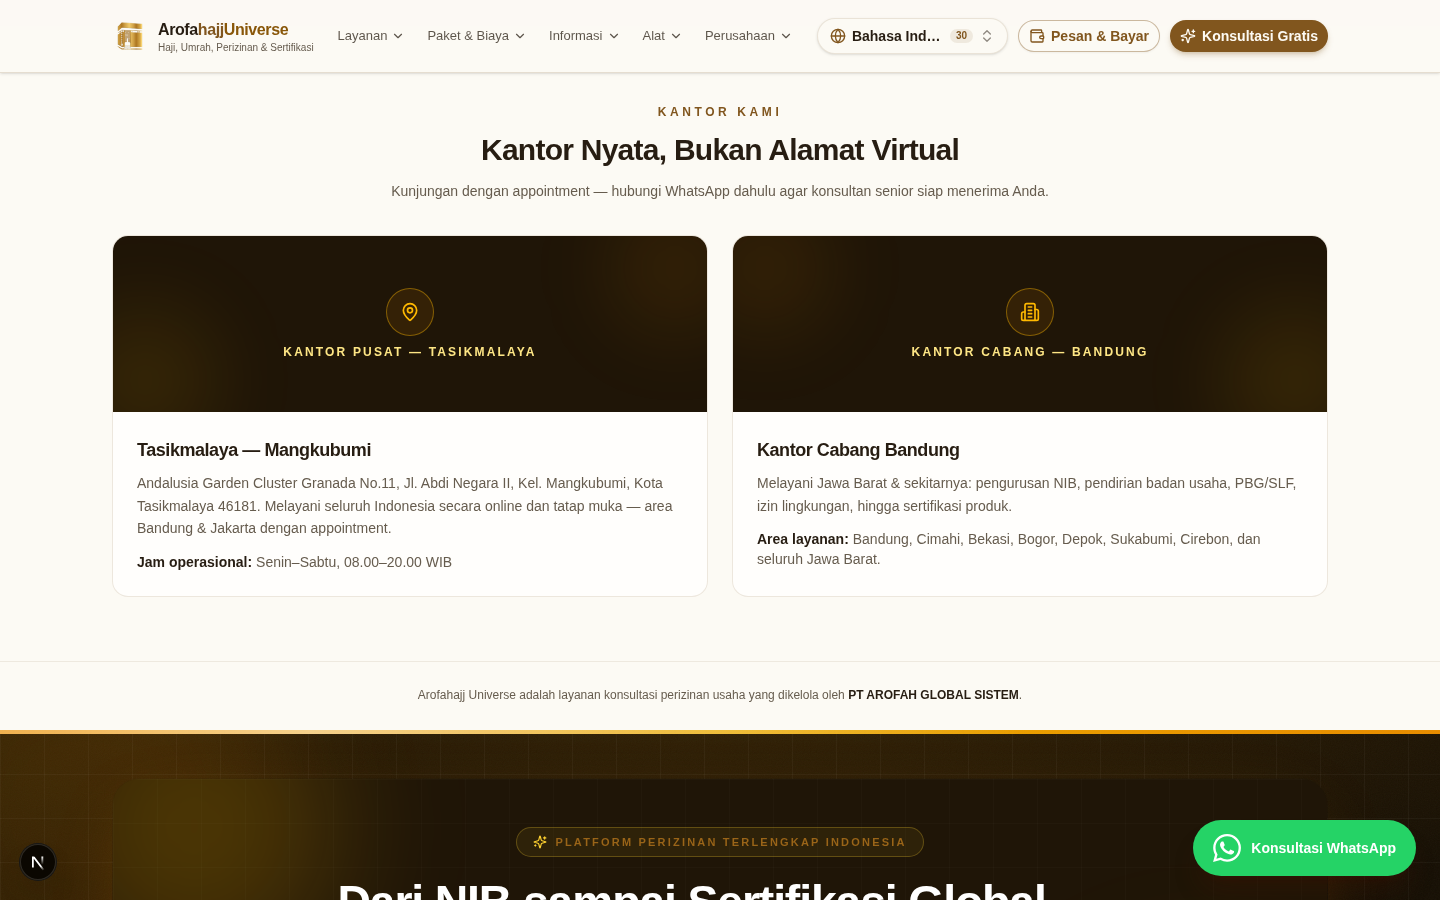 ArofahajjUniverse
Haji, Umrah, Perizinan & Sertifikasi
Layanan
Paket & Biaya
Informasi
Alat
Perusahaan
Bahasa Ind... 30
Pesan & Bayar
Konsultasi Gratis
KANTOR KAMI
Kantor Nyata, Bukan Alamat Virtual
Kunjungan dengan appointment — hubungi WhatsApp dahulu agar konsultan senior siap menerima Anda.
KANTOR PUSAT — TASIKMALAYA
Tasikmalaya — Mangkubumi
Andalusia Garden Cluster Granada No.11, Jl. Abdi Negara II, Kel. Mangkubumi, Kota
Tasikmalaya 46181. Melayani seluruh Indonesia secara online dan tatap muka — area
Bandung & Jakarta dengan appointment.
Jam operasional: Senin–Sabtu, 08.00–20.00 WIB
KANTOR CABANG — BANDUNG
Kantor Cabang Bandung
Melayani Jawa Barat & sekitarnya: pengurusan NIB, pendirian badan usaha, PBG/SLF,
izin lingkungan, hingga sertifikasi produk.
Area layanan: Bandung, Cimahi, Bekasi, Bogor, Depok, Sukabumi, Cirebon, dan
seluruh Jawa Barat.
Arofahajj Universe adalah layanan konsultasi perizinan usaha yang dikelola oleh PT AROFAH GLOBAL SISTEM.
PLATFORM PERIZINAN TERLENGKAP INDONESIA
Dari NIB sampai Sertifikasi Global
N
Konsultasi WhatsApp